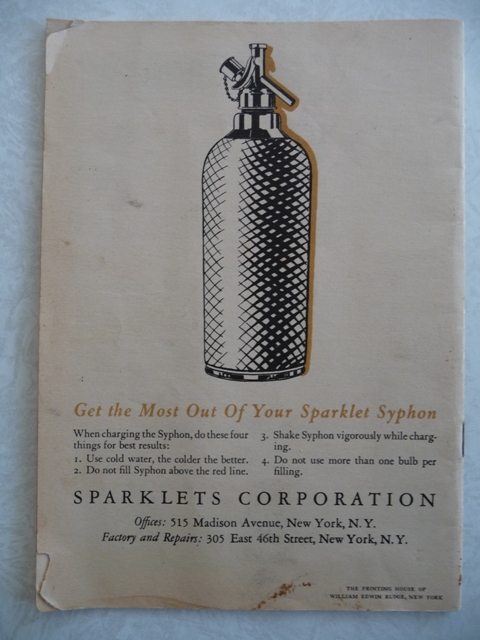 Get the Most Out Of Your Sparklet Syphon
When charging the Syphon, do these four
things for best results:
1. Use cold water, the colder the better.
2. Do not fill Syphon above the red line.
3. Shake Syphon vigorously while charg-
ing.
4. Do not use more than one bulb per
filling.
SPARKLETS CORPORATION
Offices: 515 Madison Avenue, New York, N. Y.
Factory and Repairs: 305 East 46th Street, New York, N. Y.
THE PRINTING HOUSE OF
WILLIAM EDWIN RUDGE, NEW YORK